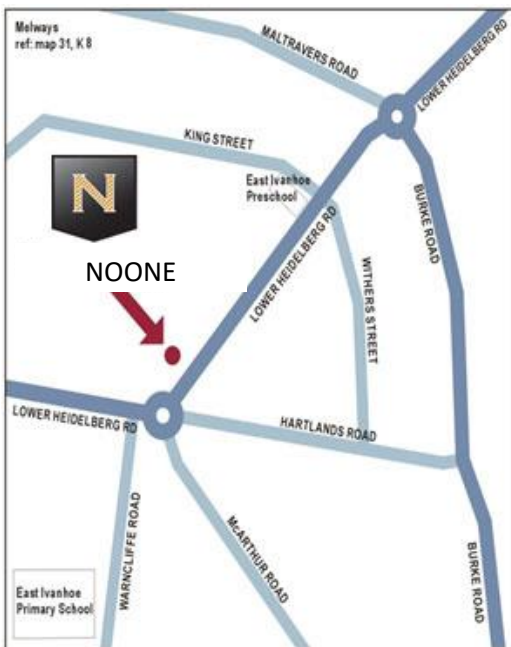 Melways
ref: map 31, K 8
MALTRAVERS ROAD
LOWER HEIDELBERG RD
KING STREET
East Ivanhoe
Preschool
N
NOONE
LOWER HEIDELBERG RD
BURKE ROAD
WITHERS STREET
LOWER HEIDELBERG RD
HARTLANDS ROAD
WARNCLIFFE ROAD
McARTHUR ROAD
BURKE ROAD
East Ivanhoe
Primary School